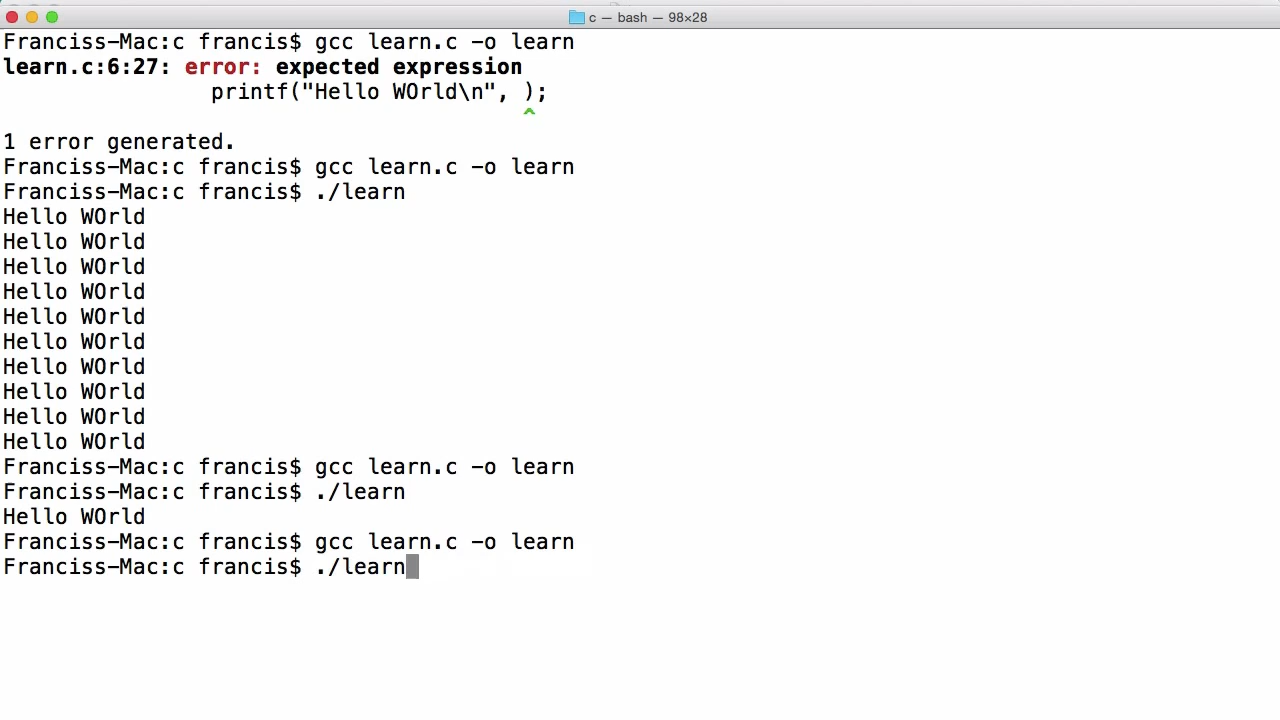 c — bash — 98×28
Franciss-Mac:c francis$ gcc learn.c -o learn
learn.c:6:27: error: expected expression
printf("Hello WOrld\n", );
^
1 error generated.
Franciss-Mac:c francis$ gcc learn.c -o learn
Franciss-Mac:c francis$ ./learn
Hello WOrld
Hello WOrld
Hello WOrld
Hello WOrld
Hello WOrld
Hello WOrld
Hello WOrld
Hello WOrld
Hello WOrld
Hello WOrld
Franciss-Mac:c francis$ gcc learn.c -o learn
Franciss-Mac:c francis$ ./learn
Hello WOrld
Franciss-Mac:c francis$ gcc learn.c -o learn
Franciss-Mac:c francis$ ./learn